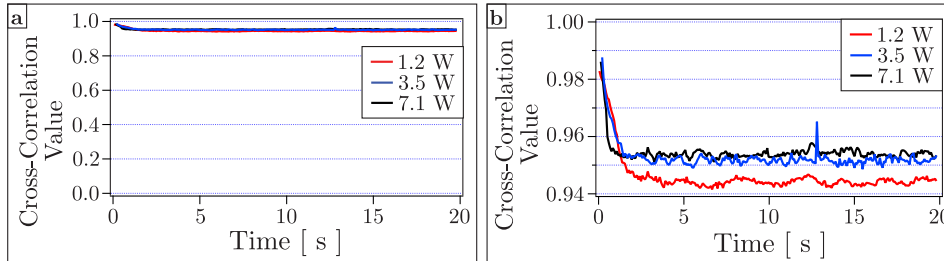 a
1.0
0.8
0.6
0.4
0.2
0.0
Cross-Correlation
Value
1.2 W
3.5 W
7.1 W
0
5
10
15
20
Time [ s ]
b
1.00
0.98
0.96
0.94
Cross-Correlation
Value
1.2 W
3.5 W
7.1 W
0
5
10
15
20
Time [ s ]